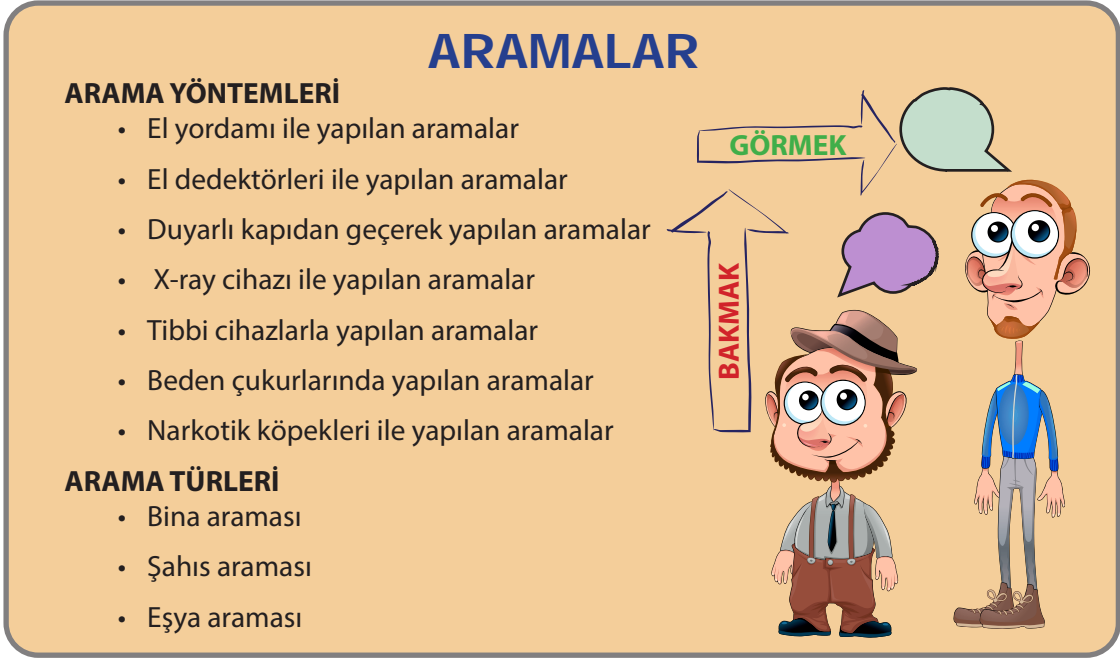 ARAMALAR
ARAMA YÖNTEMLERİ
• El yordamı ile yapılan aramalar
• El dedektörleri ile yapılan aramalar
• Duyarlı kapıdan geçerek yapılan aramalar
• X-ray cihazı ile yapılan aramalar
• Tibbi cihazlarla yapılan aramalar
• Beden çukurlarında yapılan aramalar
• Narkotik köpekleri ile yapılan aramalar
ARAMA TÜRLERİ
• Bina araması
• Şahıs araması
• Eşya araması
GÖRMEK
BAKMAK